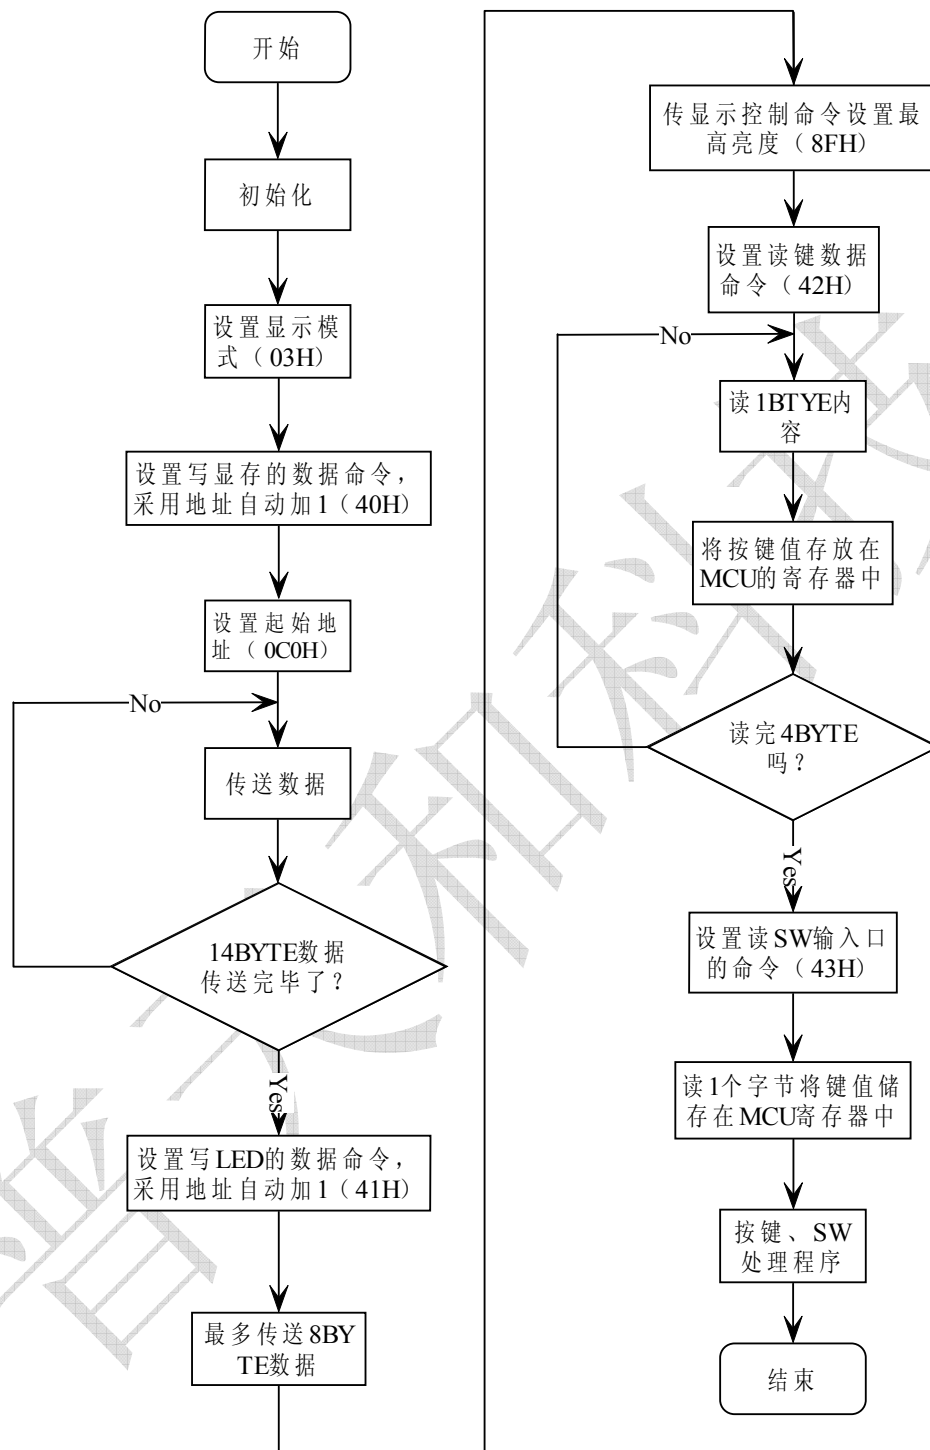 开始
初始化
设置显示模
式（03H）
设置写显存的数据命令，
采用地址自动加1（40H）
设置起始地
址（0C0H）
No
传送数据
14BYTE数据
传送完毕了？
Yes
设置写LED的数据命令，
采用地址自动加1（41H）
最多传送8BY
TE数据
传显示控制命令设置最
高亮度（8FH）
设置读键数据
命令（42H）
No
读1BTYE内
容
将按键值存放在
MCU的寄存器中
读完4BYTE
吗？
Yes
设置读SW输入口
的命令（43H）
读1个字节将键值储
存在MCU寄存器中
按键、SW
处理程序
结束